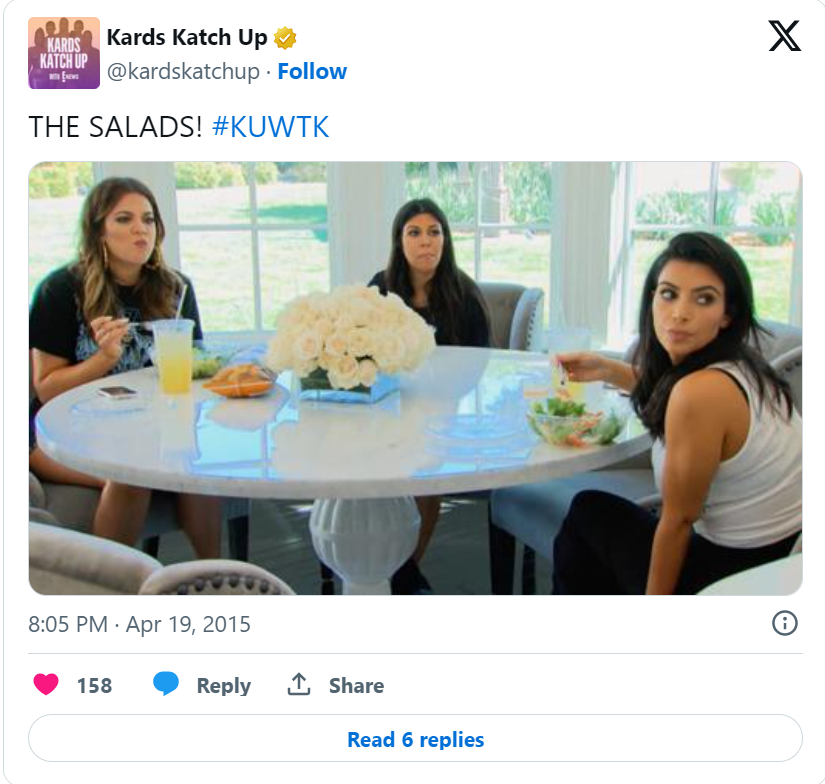 KARDS
KATCH UP
WITH E NEWS
Kards Katch Up
@kardskatchup · Follow
THE SALADS! #KUWTK
8:05 PM · Apr 19, 2015
158 Reply Share
Read 6 replies